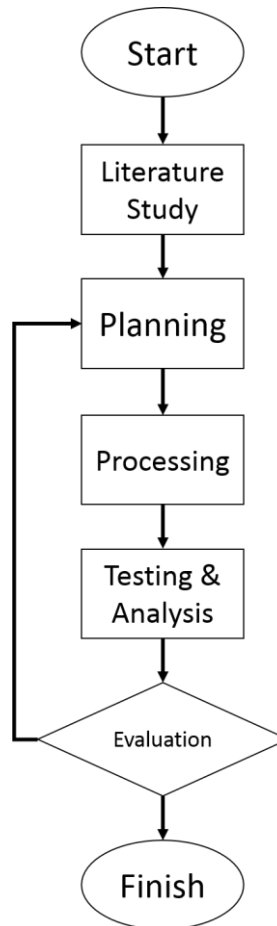 Start
Literature
Study
Planning
Processing
Testing &
Analysis
Evaluation
Finish